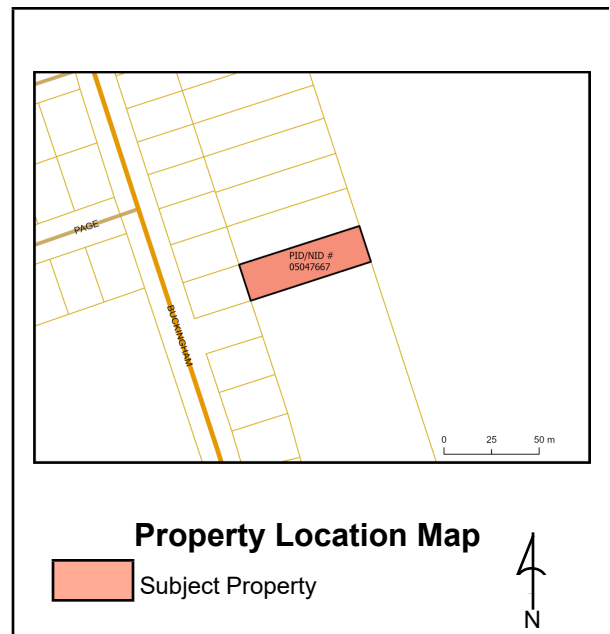 PAGE
PID/NID #
05047667
BUCKINGHAM
0 25 50 m
Property Location Map
Subject Property
N